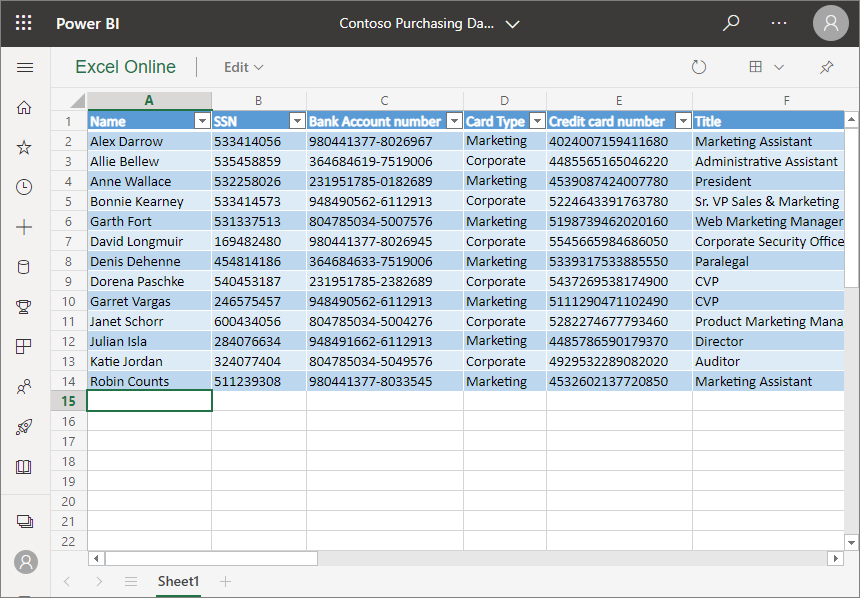 Power BI Contoso Purchasing Da...
Excel Online Edit
A B C D E F
1 Name SSN Bank Account number Card Type Credit card number Title
2 Alex Darrow 533414056 980441377-8026967 Marketing 4024007159411680 Marketing Assistant
3 Allie Bellew 535458859 364684619-7519006 Corporate 4485565165046220 Administrative Assistant
4 Anne Wallace 532258026 231951785-0182689 Marketing 4539087424007780 President
5 Bonnie Kearney 533414573 948490562-6112913 Corporate 5224643391763780 Sr. VP Sales & Marketing
6 Garth Fort 531337513 804785034-5007576 Marketing 5198739462020160 Web Marketing Manager
7 David Longmuir 169482480 980441377-8026945 Corporate 5545665984686050 Corporate Security Office
8 Denis Dehenne 454814186 364684633-7519006 Marketing 5339317533885550 Paralegal
9 Dorena Paschke 540453187 231951785-2382689 Corporate 5437269538174900 CVP
10 Garret Vargas 246575457 948490562-6112913 Marketing 5111290471102490 CVP
11 Janet Schorr 600434056 804785034-5004276 Corporate 5282274677793460 Product Marketing Mana
12 Julian Isla 284076634 948491662-6112913 Marketing 4485786590179370 Director
13 Katie Jordan 324077404 804785034-5049576 Corporate 4929532289082020 Auditor
14 Robin Counts 511239308 980441377-8033545 Marketing 4532602137720850 Marketing Assistant
15
16
17
18
19
20
21
22
Sheet1